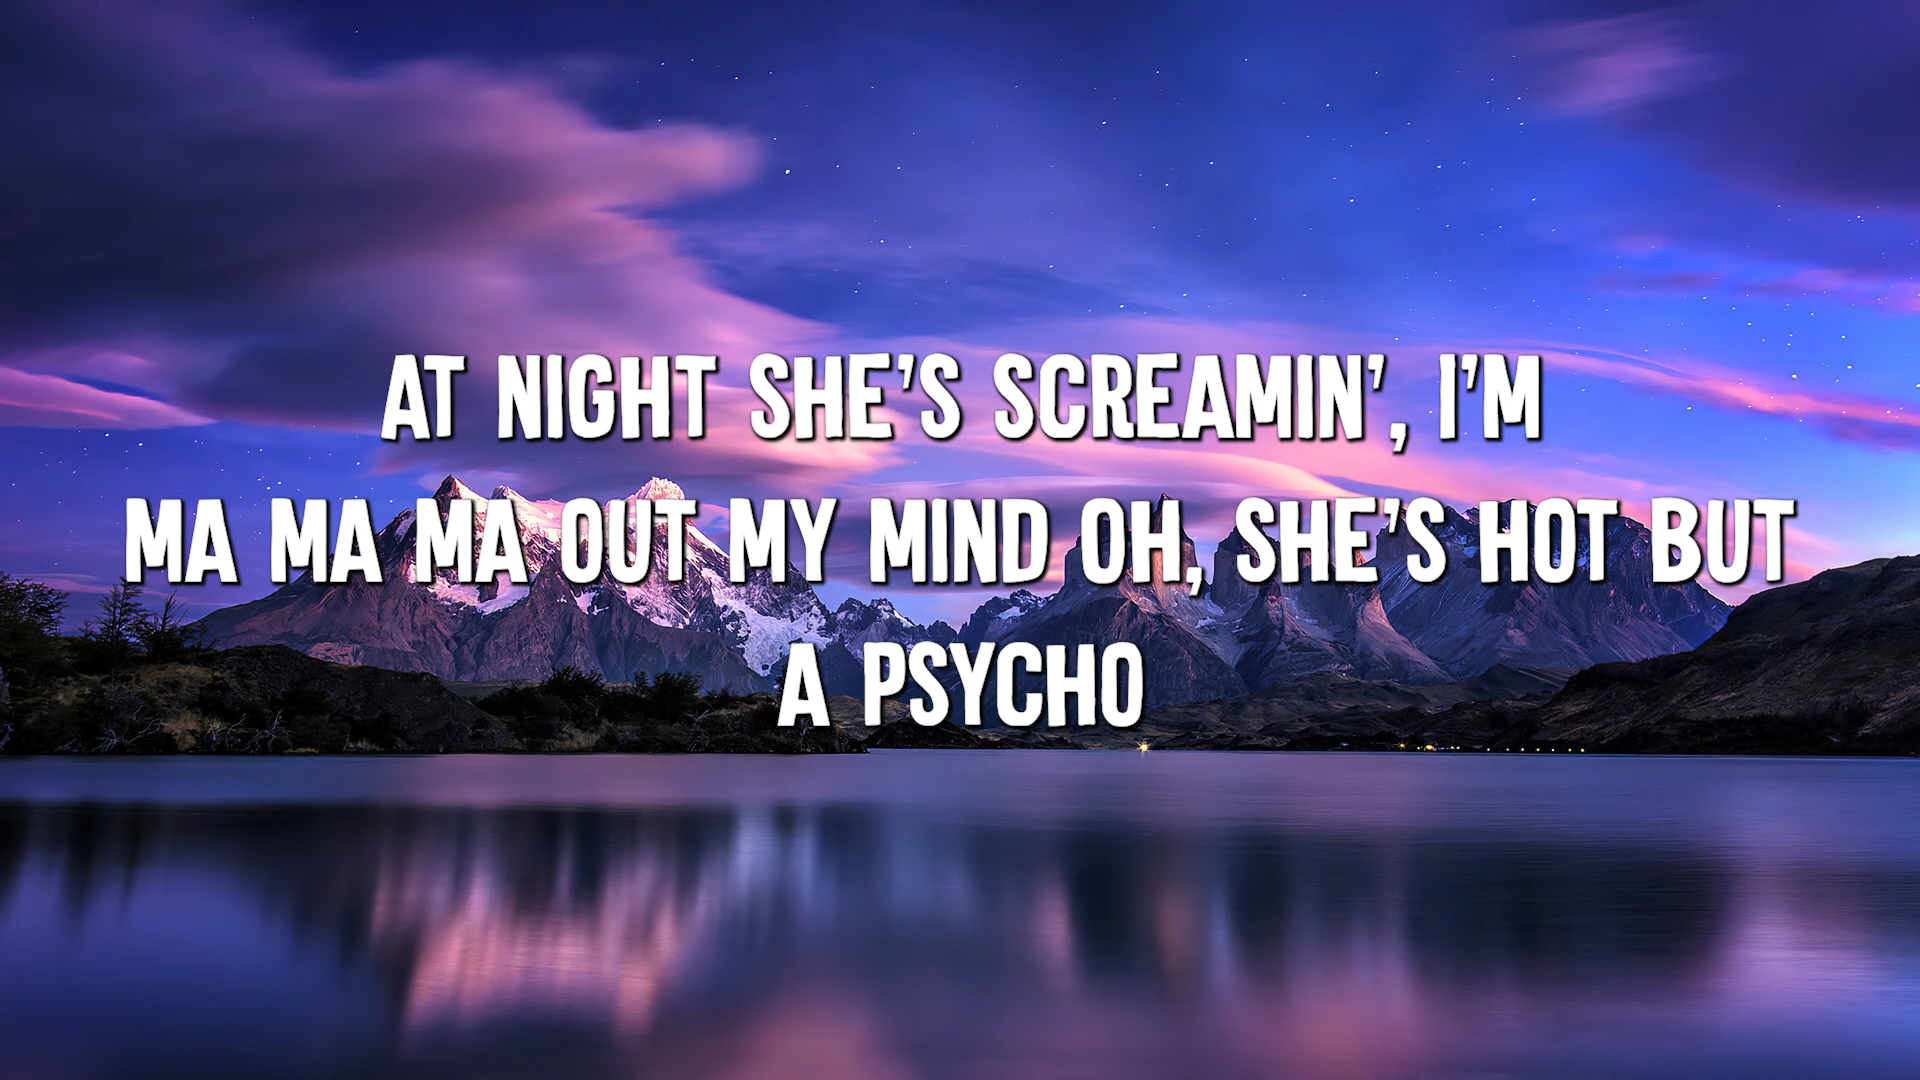 AT NIGHT SHE'S SCREAMIN', I'M
MA MA MA OUT MY MIND OH, SHE'S HOT BUT
A PSYCHO